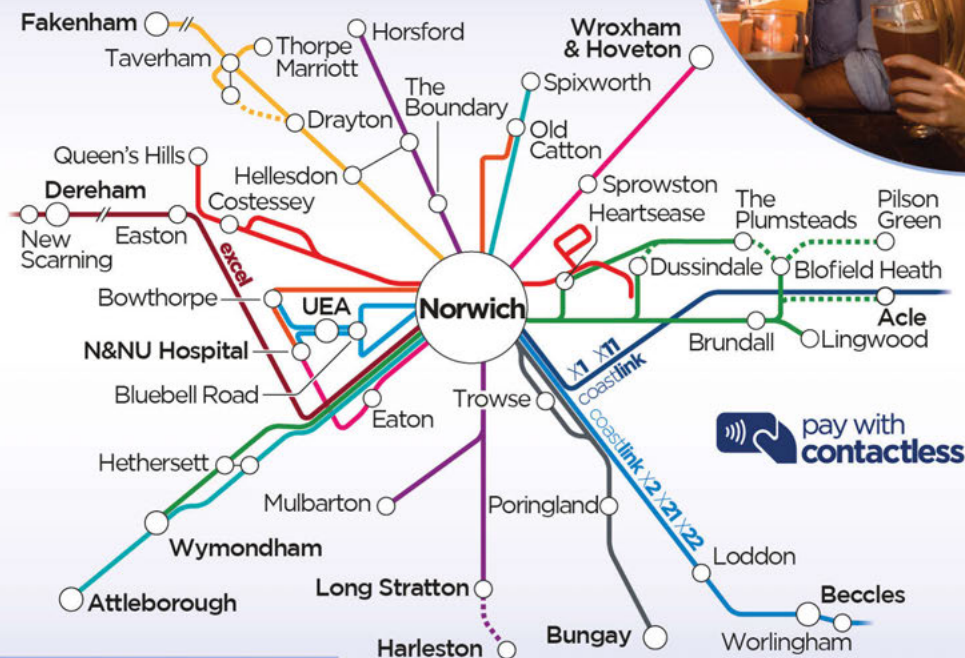 Fakenham
Taverham
Thorpe
Marriott
Horsford
Wroxham
& Hoveton
The
Boundary
Spixworth
Drayton
Old
Catton
Queen's Hills
Hellesdon
Sprowston
Dereham
Costessey
Heartsease
The
Plumsteads
Pilson
Green
New
Scarning
Easton
excel
Dussindale
Blofield Heath
Bowthorpe
UEA
Norwich
Acle
N&NU Hospital
Brundall
Lingwood
Bluebell Road
X1 X11
coastlink
Eaton
Trowse
pay with
contactless
Hethersett
coastlink X2 X21 X22
Mulbarton
Poringland
Wymondham
Loddon
Long Stratton
Beccles
Attleborough
Worlingham
Harleston
Bungay